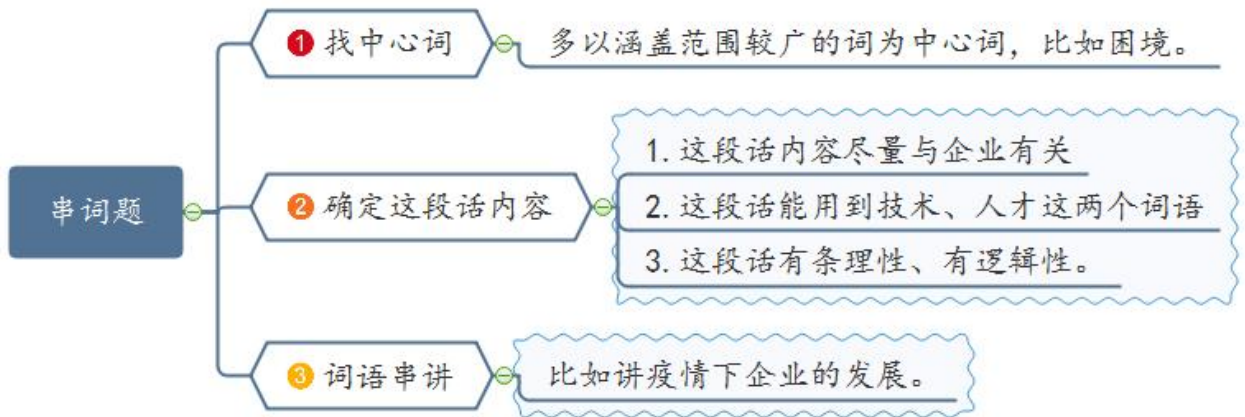 串词题
1 找中心词
多以涵盖范围较广的词为中心词，比如困境。
2 确定这段话内容
1.这段话内容尽量与企业有关
2.这段话能用到技术、人才这两个词语
3.这段话有条理性、有逻辑性。
3 词语串讲
比如讲疫情下企业的发展。